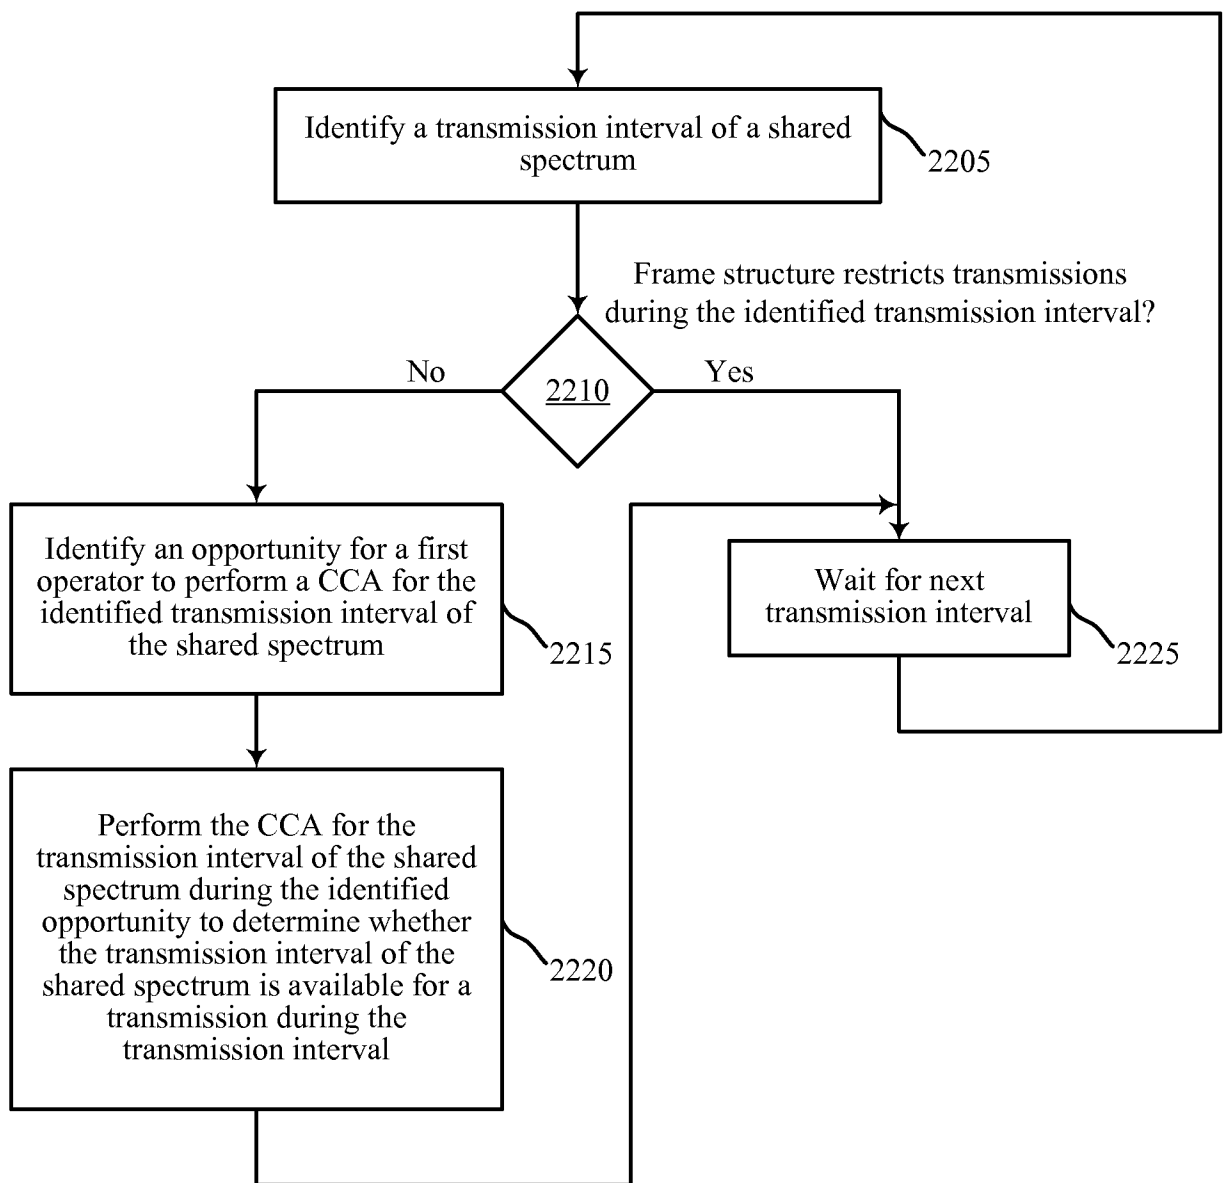 Identify a transmission interval of a shared
spectrum
2205
Frame structure restricts transmissions
during the identified transmission interval?
No
2210
Yes
Identify an opportunity for a first
operator to perform a CCA for the
identified transmission interval of
the shared spectrum
2215
Wait for next
transmission interval
2225
Perform the CCA for the
transmission interval of the shared
spectrum during the identified
opportunity to determine whether
the transmission interval of the
shared spectrum is available for a
transmission during the
transmission interval
2220